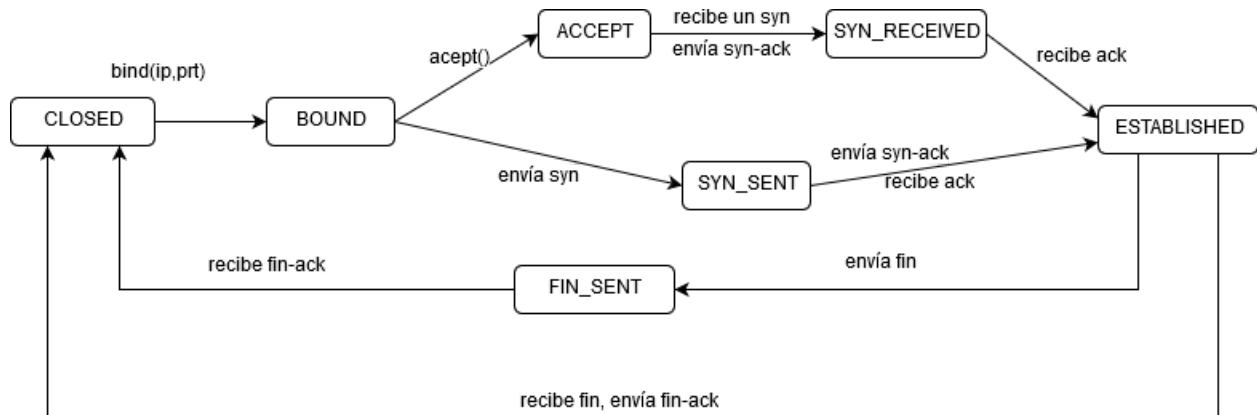 recibe un syn
ACCEPT
SYN_RECEIVED
envía syn-ack
acept()
recibe ack
bind(ip,prt)
CLOSED
BOUND
ESTABLISHED
envía syn-ack
envía syn
SYN_SENT
recibe ack
recibe fin-ack
envía fin
FIN_SENT
recibe fin, envía fin-ack